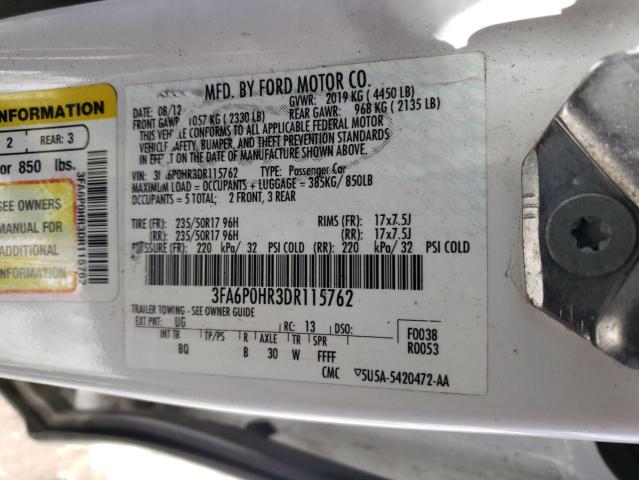 INFORMATION
2 REAR: 3
or 850 lbs.
SEE OWNERS
MANUAL FOR
ADDITIONAL
INFORMATION
3FA6P0HR3DR115762
MFD. BY FORD MOTOR CO.
DATE: 08/12 GVWR: 2019 KG ( 4450 LB)
FRONT GAWR: 1057 KG ( 2330 LB) REAR GAWR: 968 KG ( 2135 LB)
THIS VEHICLE CONFORMS TO ALL APPLICABLE FEDERAL MOTOR
VEHICLE SAFETY, BUMPER, AND THEFT PREVENTION STANDARDS
IN EFFECT ON THE DATE OF MANUFACTURE SHOWN ABOVE.
VIN: 3FA6P0HR3DR115762 TYPE: Passenger Car
MAXIMUM LOAD = OCCUPANTS + LUGGAGE = 385KG/850LB
OCCUPANTS = 5 TOTAL; 2 FRONT, 3 REAR
TIRE (FR): 235/50R17 96H RIMS (FR): 17x7.5J
(RR): 235/50R17 96H (RR): 17x7.5J
PRESSURE (FR): 220 kPa/ 32 PSI COLD (RR): 220 kPa/ 32 PSI COLD
3FA6P0HR3DR115762
TRAILER TOWING - SEE OWNER GUIDE
EXT PNT: UG RC: 13 DSO: F0038
INT TR TP/PS R AXLE TR SPR R0053
BQ B 30 W FFFF
CMC ▽5U5A-5420472-AA